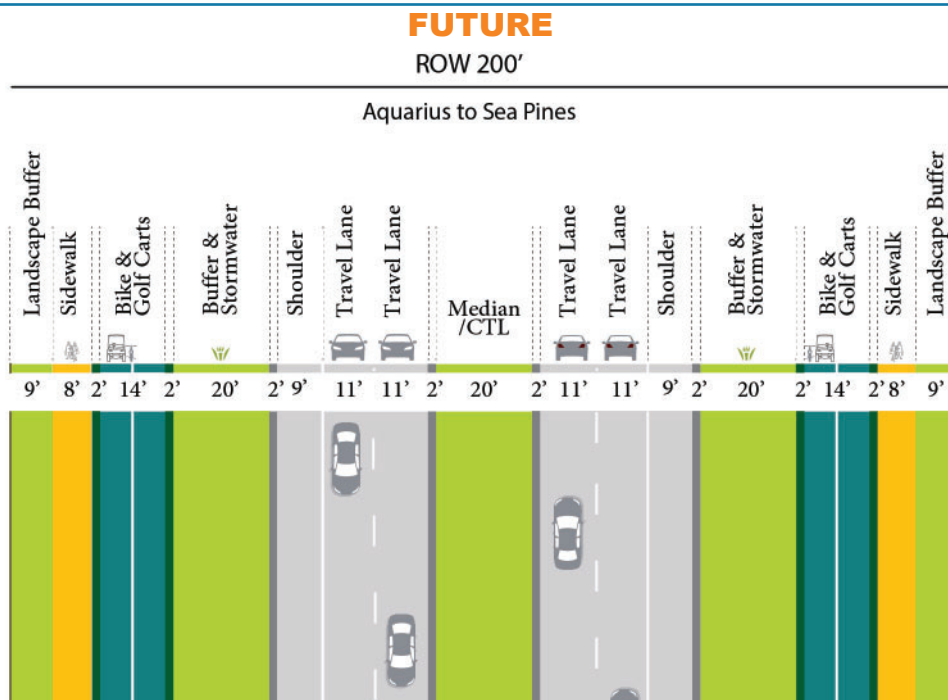 FUTURE
ROW 200’
Aquarius to Sea Pines
Landscape Buffer
Sidewalk
Bike &
Golf Carts
Buffer &
Stormwater
Shoulder
Travel Lane
Travel Lane
Median
/CTL
Travel Lane
Travel Lane
Shoulder
Buffer &
Stormwater
Bike &
Golf Carts
Sidewalk
Landscape Buffer
9’ 8’ 2’ 14’ 2’ 20’ 2’ 9’ 11’ 11’ 2’ 20’ 2’ 11’ 11’ 9’ 2’ 20’ 2’ 14’ 2’ 8’ 9’